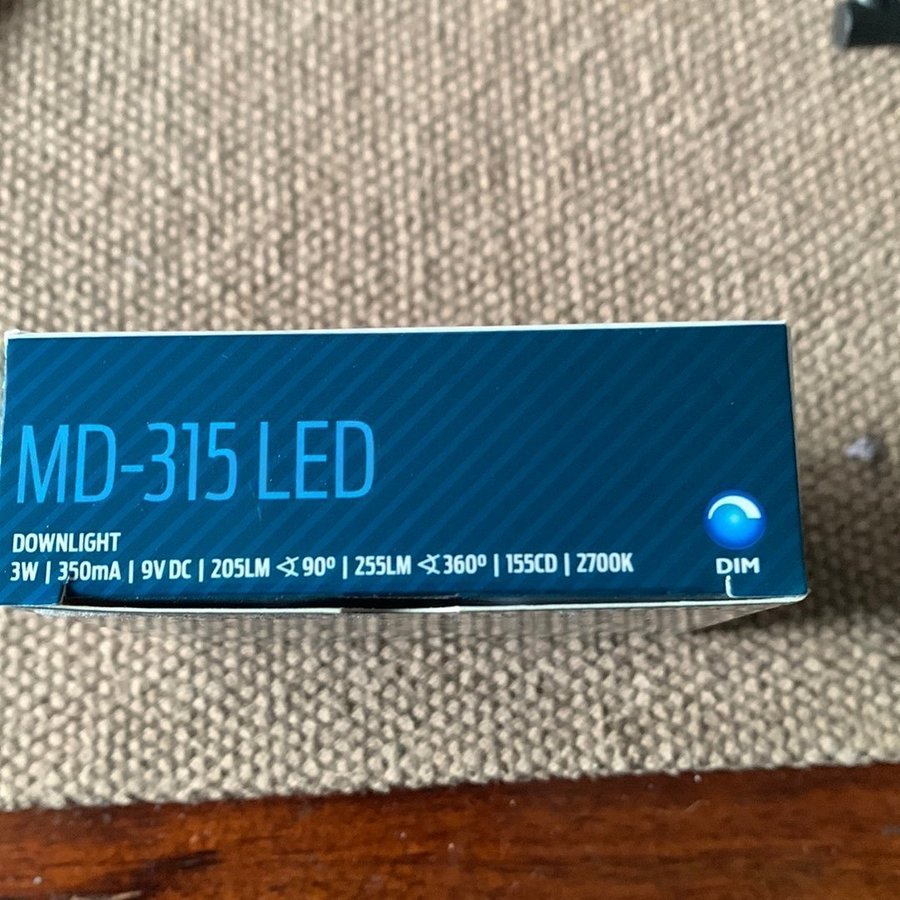 MD-315 LED
DOWNLIGHT
3W | 350mA | 9V DC | 205LM ∢ 90º | 255LM ∢ 360º | 155CD | 2700K
DIM